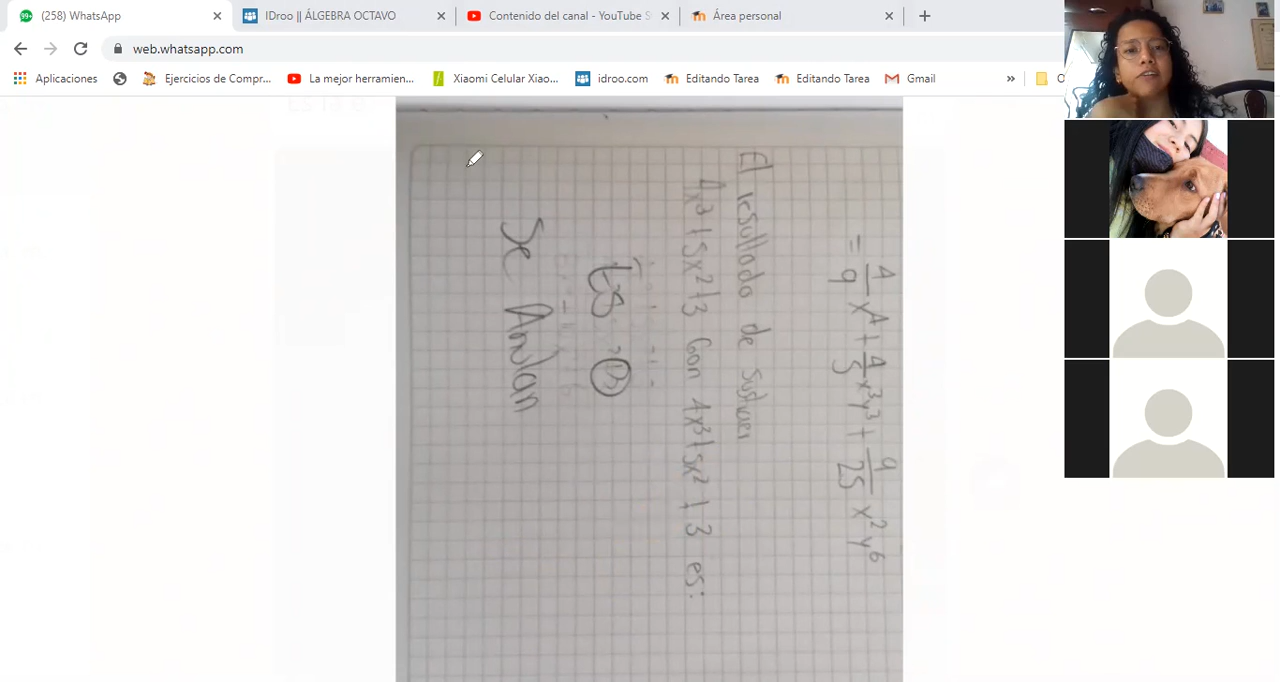 (258) WhatsApp
IDroo || ÁLGEBRA OCTAVO
Contenido del canal - YouTube S
Área personal
web.whatsapp.com
Aplicaciones
Ejercicios de Compr...
La mejor herramien...
Xiaomi Celular Xiao...
idroo.com
Editando Tarea
Editando Tarea
Gmail
»
= 4/9 x⁴ + 4/5 x³y³ + 9/25 x²y⁶
El resultado de
4x³+5x²+3 Con 4x³+5x²+3 es:
Es
Se Anulan